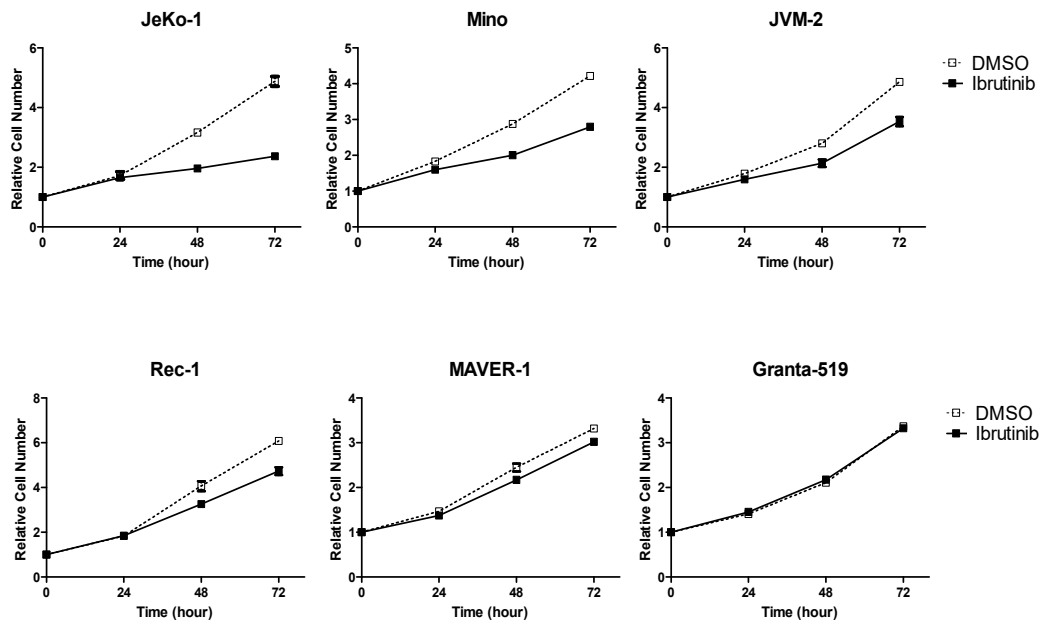 JeKo-1
Relative Cell Number
6
4
2
0
0 24 48 72
Time (hour)
Mino
Relative Cell Number
5
4
3
2
1
0
0 24 48 72
Time (hour)
JVM-2
Relative Cell Number
6
4
2
0
0 24 48 72
Time (hour)
DMSO
Ibrutinib
Rec-1
Relative Cell Number
8
6
4
2
0
0 24 48 72
Time (hour)
MAVER-1
Relative Cell Number
4
3
2
1
0
0 24 48 72
Time (hour)
Granta-519
Relative Cell Number
4
3
2
1
0
0 24 48 72
Time (hour)
DMSO
Ibrutinib